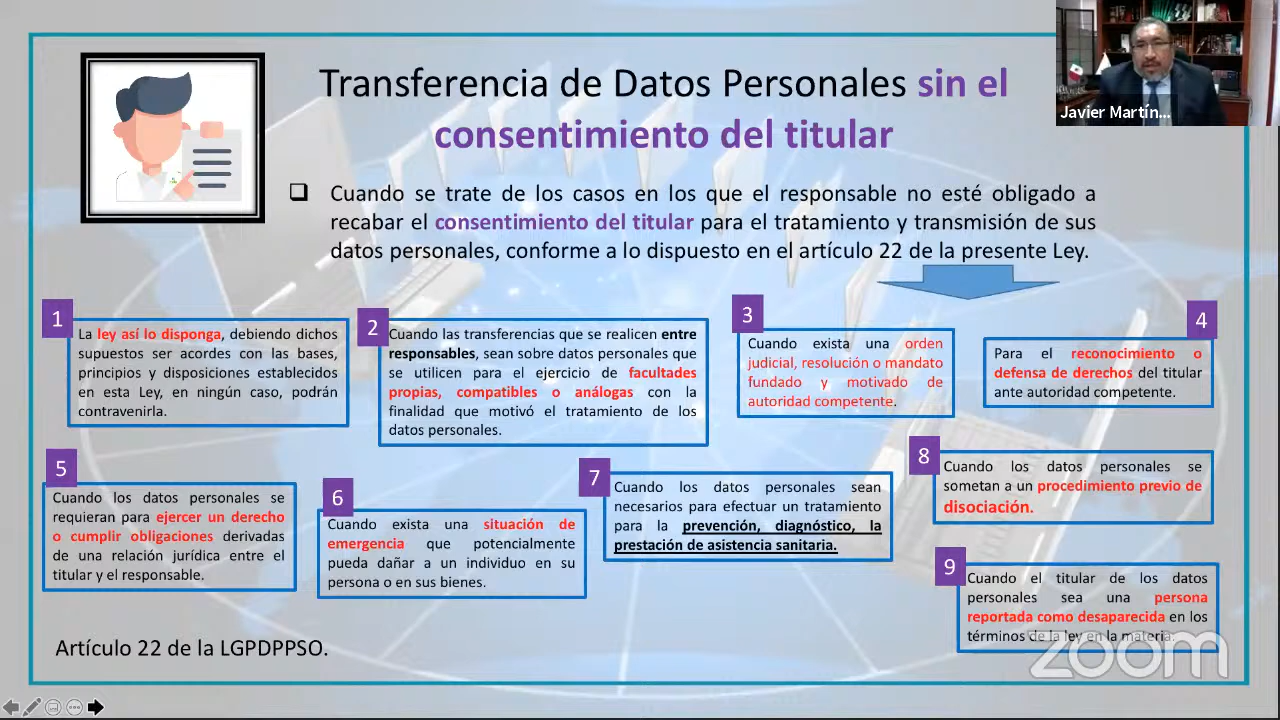 Transferencia de Datos Personales sin el
consentimiento del titular
Javier Martín...
❑ Cuando se trate de los casos en los que el responsable no esté obligado a
recabar el consentimiento del titular para el tratamiento y transmisión de sus
datos personales, conforme a lo dispuesto en el artículo 22 de la presente Ley.
1
La ley así lo disponga, debiendo dichos
supuestos ser acordes con las bases,
principios y disposiciones establecidos
en esta Ley, en ningún caso, podrán
contravenirla.
2
Cuando las transferencias que se realicen entre
responsables, sean sobre datos personales que
se utilicen para el ejercicio de facultades
propias, compatibles o análogas con la
finalidad que motivó el tratamiento de los
datos personales.
3
Cuando exista una orden
judicial, resolución o mandato
fundado y motivado de
autoridad competente.
4
Para el reconocimiento o
defensa de derechos del titular
ante autoridad competente.
5
Cuando los datos personales se
requieran para ejercer un derecho
o cumplir obligaciones derivadas
de una relación jurídica entre el
titular y el responsable.
6
Cuando exista una situación de
emergencia que potencialmente
pueda dañar a un individuo en su
persona o en sus bienes.
7
Cuando los datos personales sean
necesarios para efectuar un tratamiento
para la prevención, diagnóstico, la
prestación de asistencia sanitaria.
8
Cuando los datos personales se
sometan a un procedimiento previo de
disociación.
9
Cuando el titular de los datos
personales sea una persona
reportada como desaparecida en los
términos de la ley en la materia.
Artículo 22 de la LGPDPPSO.
zoom